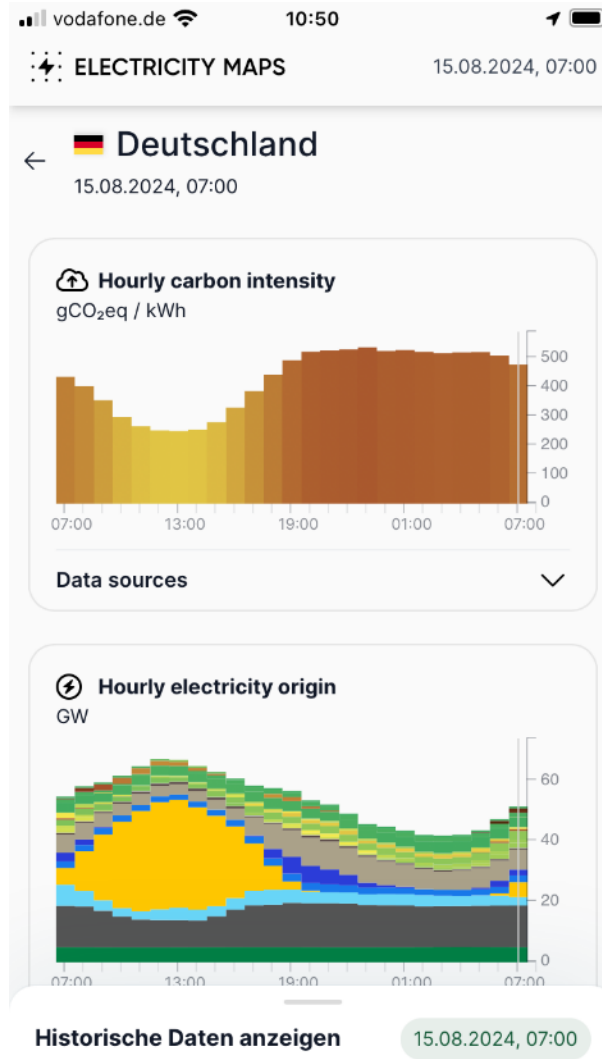 vodafone.de 10:50
ELECTRICITY MAPS 15.08.2024, 07:00
Deutschland
15.08.2024, 07:00
Hourly carbon intensity
gCO₂eq / kWh
500
400
300
200
100
0
07:00 13:00 19:00 01:00 07:00
Data sources
Hourly electricity origin
GW
60
40
20
0
07:00 13:00 19:00 01:00 07:00
Historische Daten anzeigen 15.08.2024, 07:00